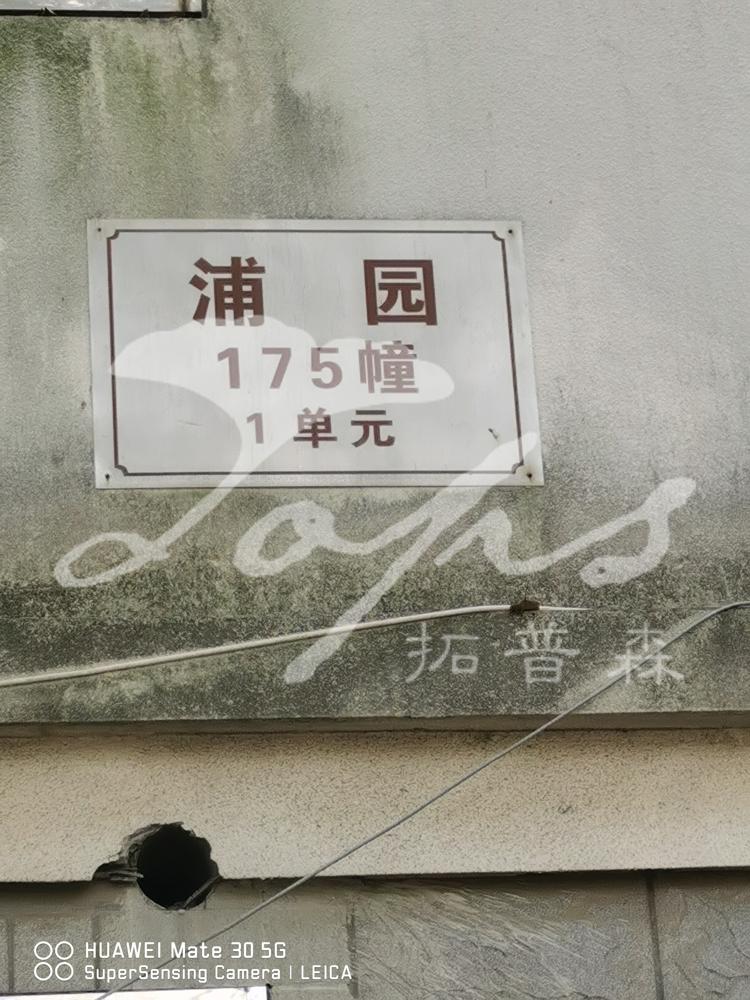 浦园
175幢
1单元
Tops
拓普森
HUAWEI Mate 30 5G
SuperSensing Camera | LEICA